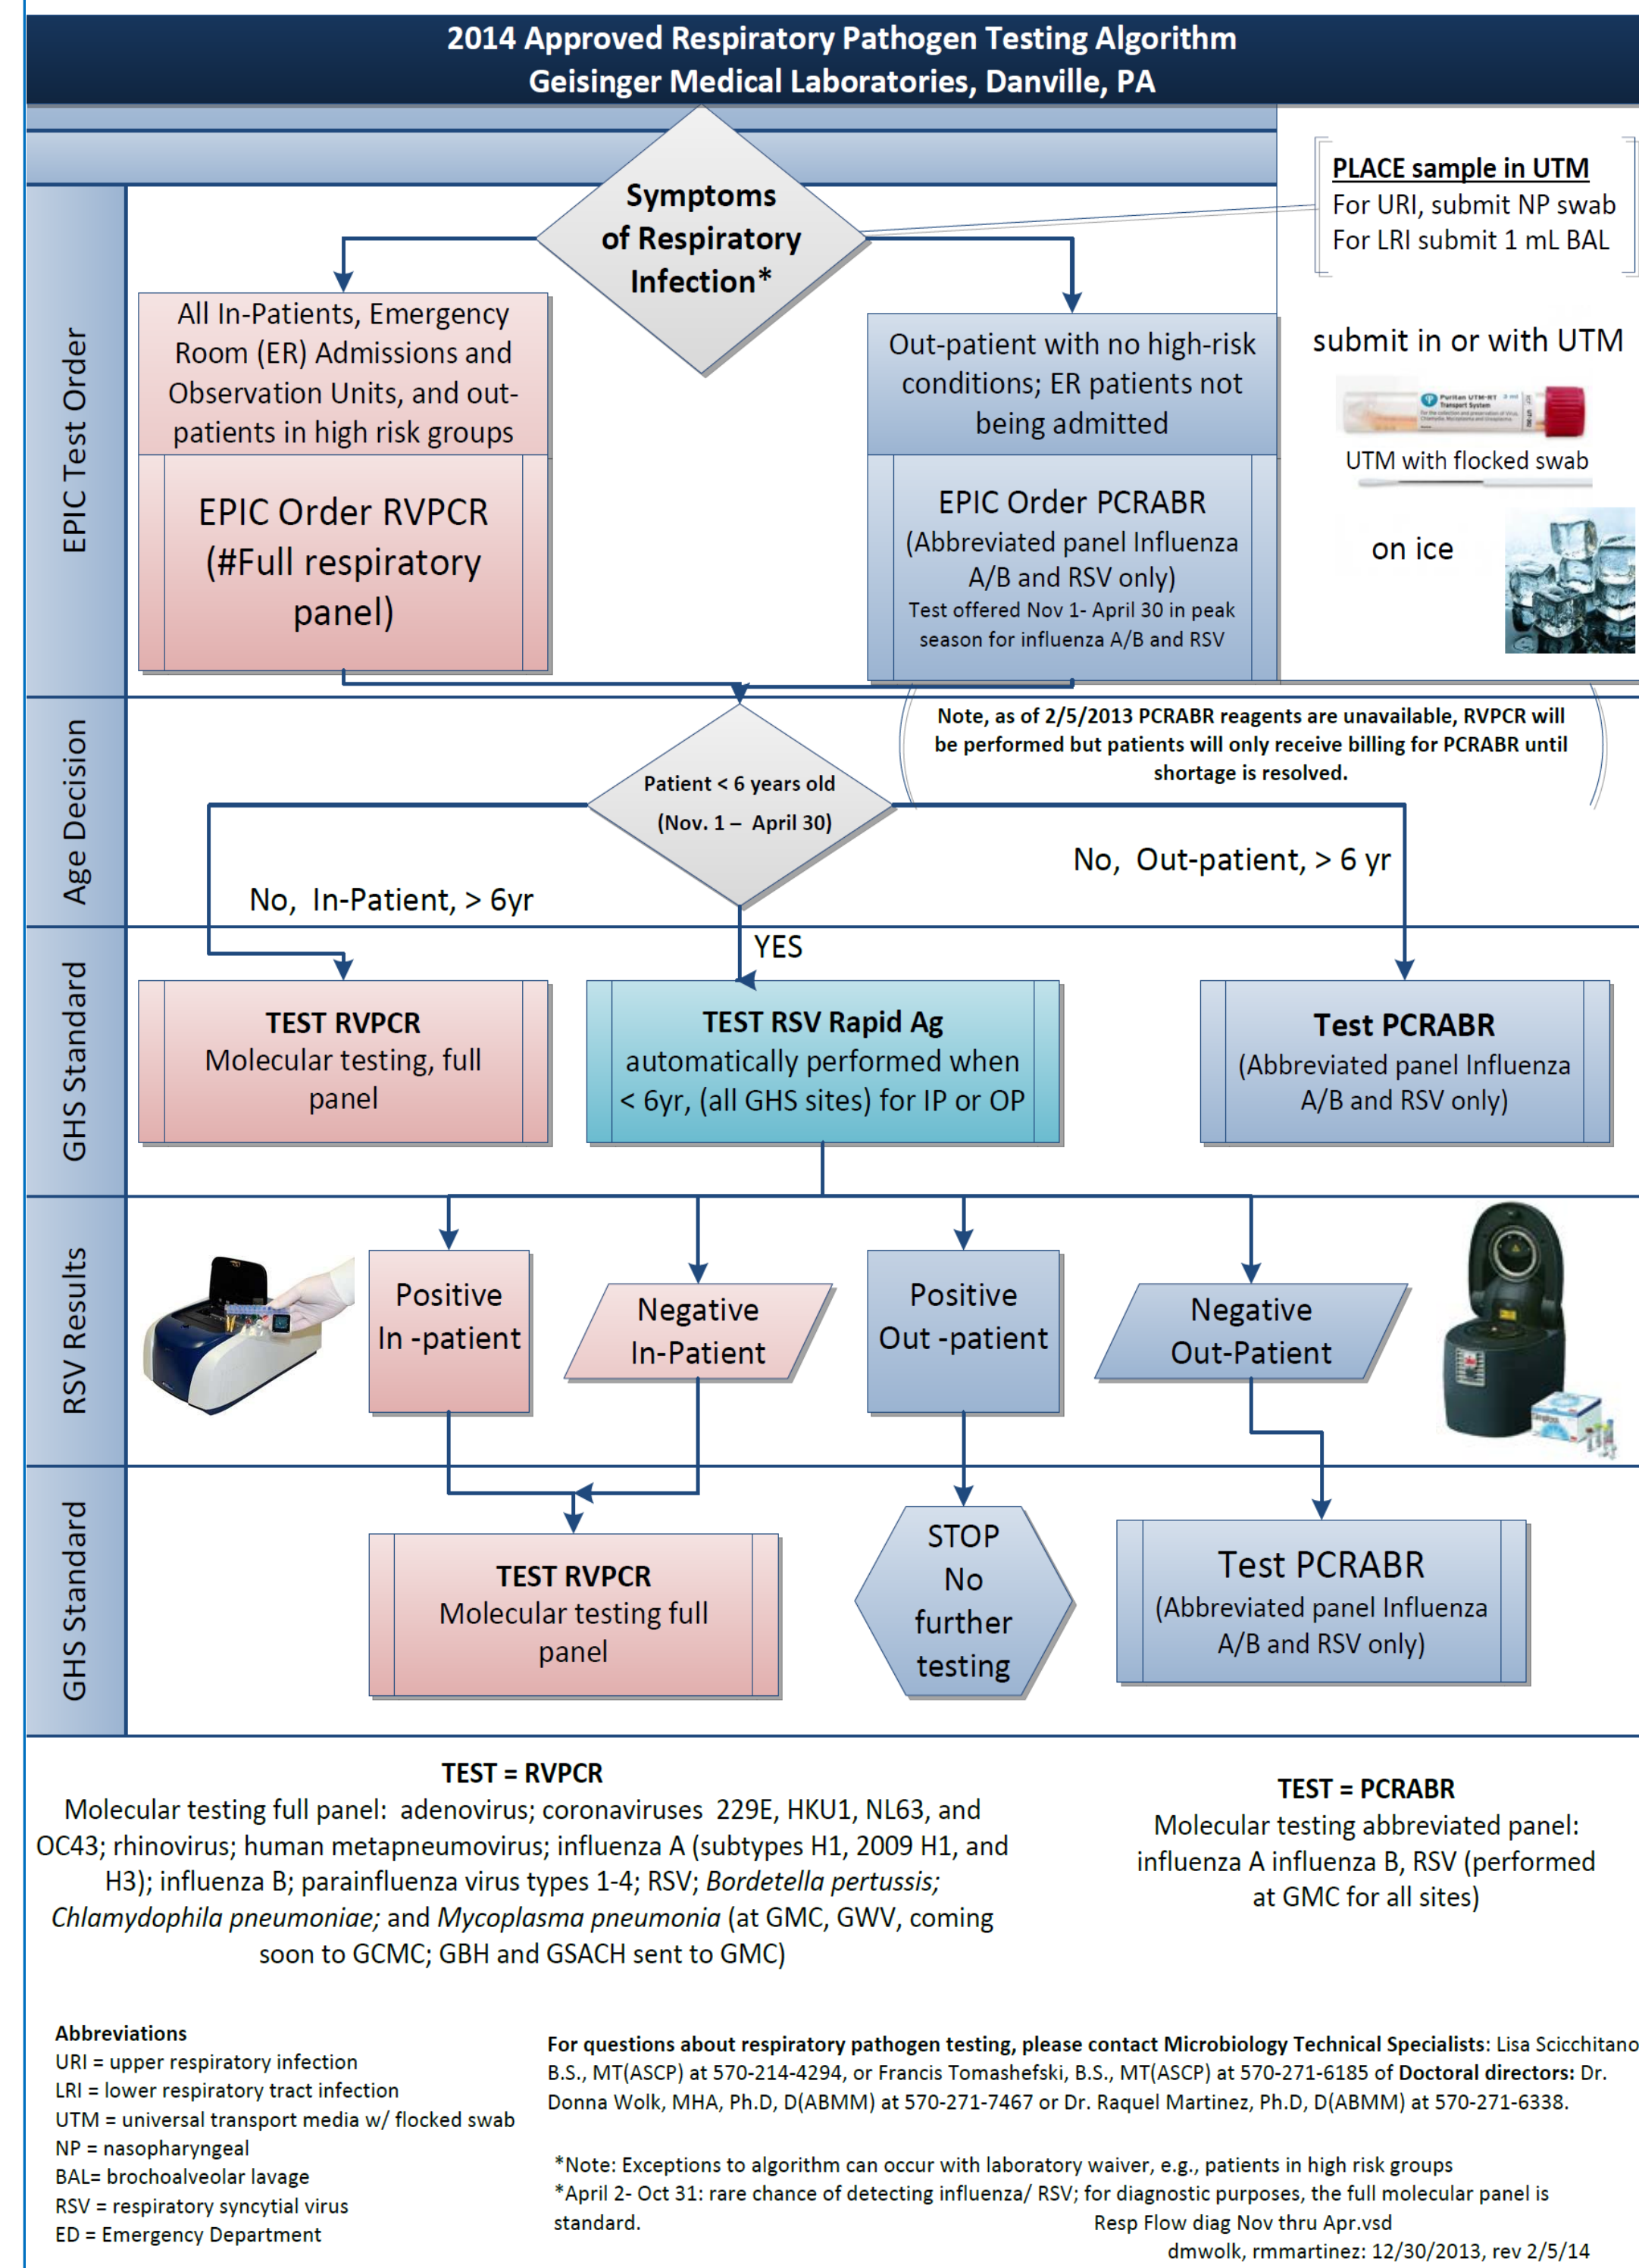 2014 Approved Respiratory Pathogen Testing Algorithm
Geisinger Medical Laboratories, Danville, PA
Symptoms
of Respiratory
Infection*
PLACE sample in UTM
For URI, submit NP swab
For LRI submit 1 mL BAL
EPIC Test Order
All In-Patients, Emergency
Room (ER) Admissions and
Observation Units, and out-
patients in high risk groups
EPIC Order RVPCR
(#Full respiratory
panel)
Out-patient with no high-risk
conditions; ER patients not
being admitted
EPIC Order PCRABR
(Abbreviated panel Influenza
A/B and RSV only)
Test offered Nov 1- April 30 in peak
season for influenza A/B and RSV
submit in or with UTM
Puritan UTM-RT 3 ml
Transport System
UTM with flocked swab
on ice
Age Decision
Patient < 6 years old
(Nov. 1 – April 30)
Note, as of 2/5/2013 PCRABR reagents are unavailable, RVPCR will
be performed but patients will only receive billing for PCRABR until
shortage is resolved.
No, In-Patient, > 6yr
No, Out-patient, > 6 yr
YES
GHS Standard
TEST RVPCR
Molecular testing, full
panel
TEST RSV Rapid Ag
automatically performed when
< 6yr, (all GHS sites) for IP or OP
Test PCRABR
(Abbreviated panel Influenza
A/B and RSV only)
RSV Results
Positive
In -patient
Negative
In-Patient
Positive
Out -patient
Negative
Out-Patient
GHS Standard
TEST RVPCR
Molecular testing full
panel
STOP
No
further
testing
Test PCRABR
(Abbreviated panel Influenza
A/B and RSV only)
TEST = RVPCR
Molecular testing full panel: adenovirus; coronaviruses 229E, HKU1, NL63, and
OC43; rhinovirus; human metapneumovirus; influenza A (subtypes H1, 2009 H1, and
H3); influenza B; parainfluenza virus types 1-4; RSV; Bordetella pertussis;
Chlamydophila pneumoniae; and Mycoplasma pneumonia (at GMC, GWV, coming
soon to GCMC; GBH and GSACH sent to GMC)
TEST = PCRABR
Molecular testing abbreviated panel:
influenza A influenza B, RSV (performed
at GMC for all sites)
Abbreviations
URI = upper respiratory infection
LRI = lower respiratory tract infection
UTM = universal transport media w/ flocked swab
NP = nasopharyngeal
BAL= brochoalveolar lavage
RSV = respiratory syncytial virus
ED = Emergency Department
For questions about respiratory pathogen testing, please contact Microbiology Technical Specialists: Lisa Scicchitano
B.S., MT(ASCP) at 570-214-4294, or Francis Tomashefski, B.S., MT(ASCP) at 570-271-6185 of Doctoral directors: Dr.
Donna Wolk, MHA, Ph.D, D(ABMM) at 570-271-7467 or Dr. Raquel Martinez, Ph.D, D(ABMM) at 570-271-6338.
*Note: Exceptions to algorithm can occur with laboratory waiver, e.g., patients in high risk groups
*April 2- Oct 31: rare chance of detecting influenza/ RSV; for diagnostic purposes, the full molecular panel is
standard.
Resp Flow diag Nov thru Apr.vsd
dmwolk, rmmartinez: 12/30/2013, rev 2/5/14